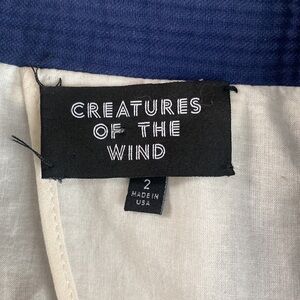 CREATURES
OF THE
WIND
2
MADE IN
USA